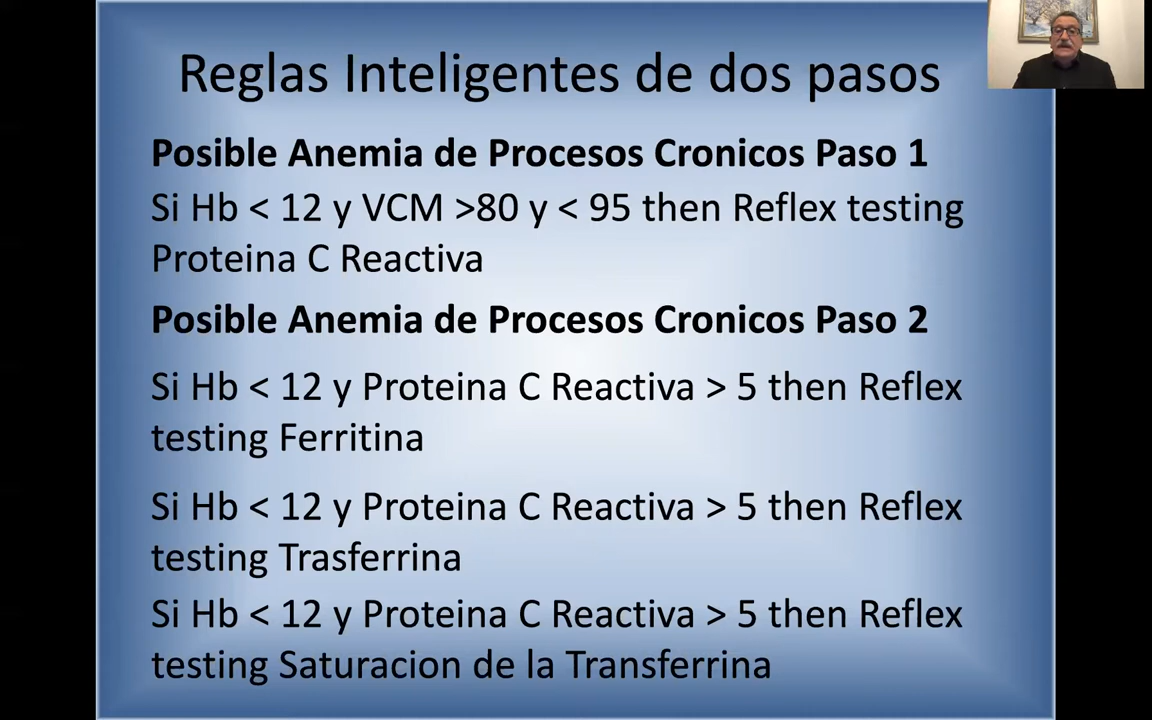 Reglas Inteligentes de dos pasos
Posible Anemia de Procesos Cronicos Paso 1
Si Hb < 12 y VCM >80 y < 95 then Reflex testing
Proteina C Reactiva
Posible Anemia de Procesos Cronicos Paso 2
Si Hb < 12 y Proteina C Reactiva > 5 then Reflex
testing Ferritina
Si Hb < 12 y Proteina C Reactiva > 5 then Reflex
testing Trasferrina
Si Hb < 12 y Proteina C Reactiva > 5 then Reflex
testing Saturacion de la Transferrina